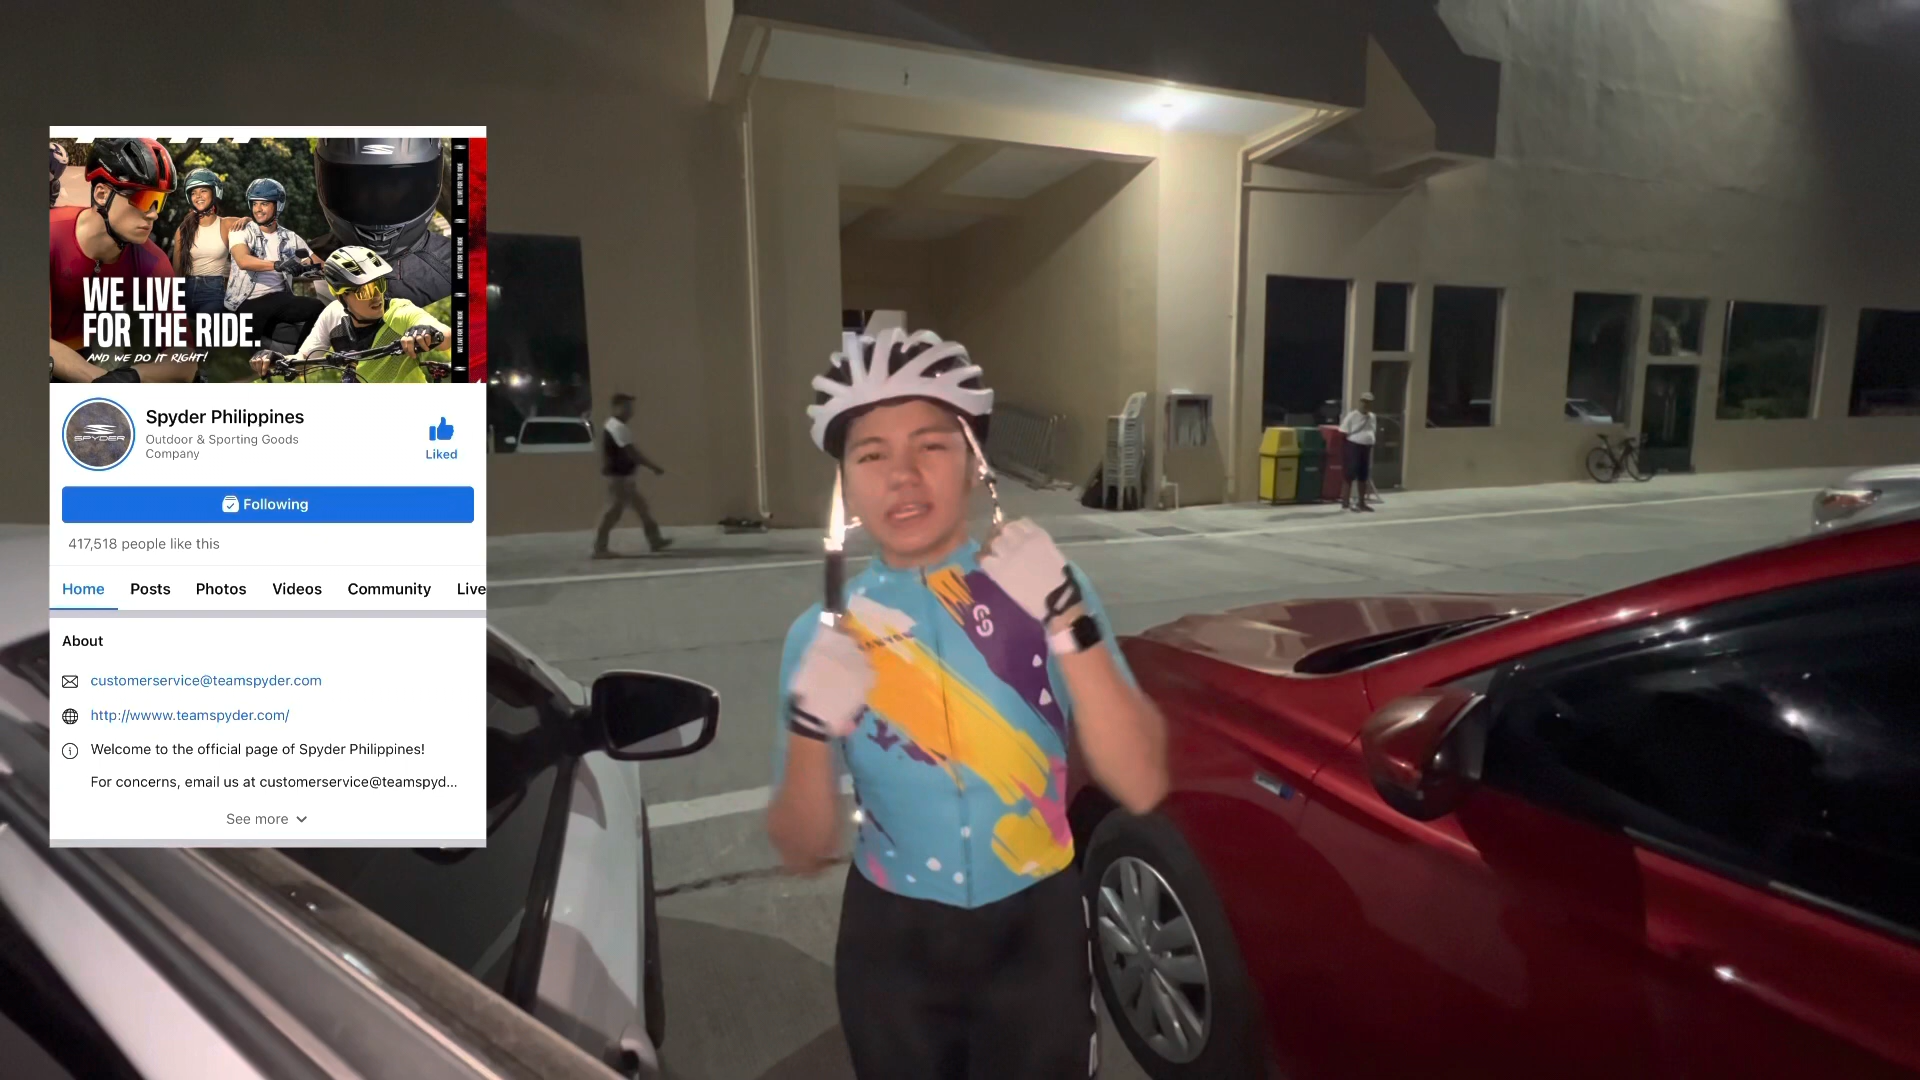 WE LIVE
FOR THE RIDE.
AND WE DO IT RIGHT!
SPYDER
Spyder Philippines
Outdoor & Sporting Goods
Company
Liked
Following
417,518 people like this
Home Posts Photos Videos Community Live
About
customerservice@teamspyder.com
http://wwww.teamspyder.com/
Welcome to the official page of Spyder Philippines!
For concerns, email us at customerservice@teamspyd...
See more